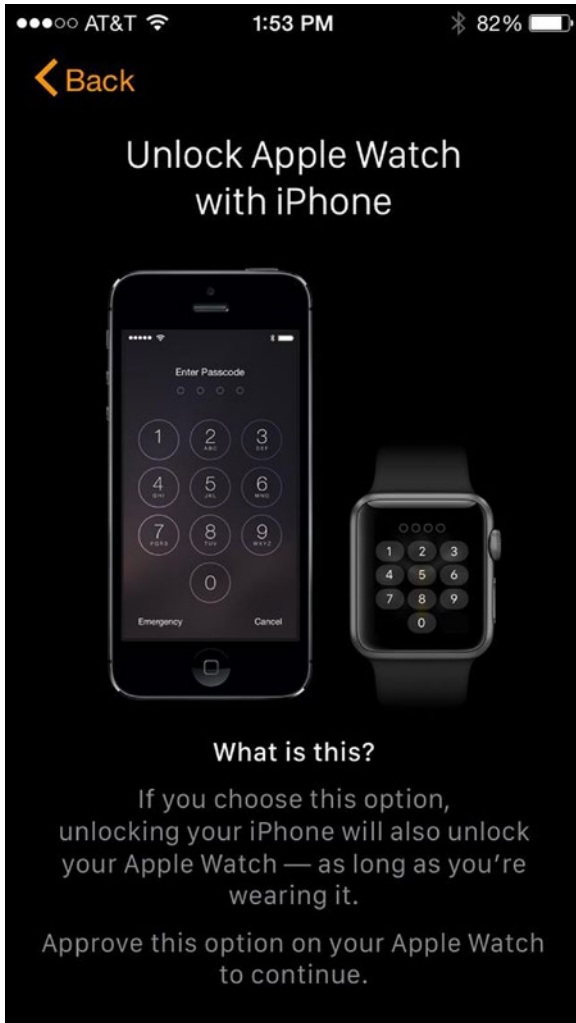 AT&T 1:53 PM 82%
Back
Unlock Apple Watch
with iPhone
Enter Passcode
1 2 3
ABC DEF
4 5 6
GHI JKL MNO
7 8 9
PQRS TUV WXYZ
0
Emergency Cancel
1 2 3
4 5 6
7 8 9
0
What is this?
If you choose this option,
unlocking your iPhone will also unlock
your Apple Watch — as long as you're
wearing it.
Approve this option on your Apple Watch
to continue.